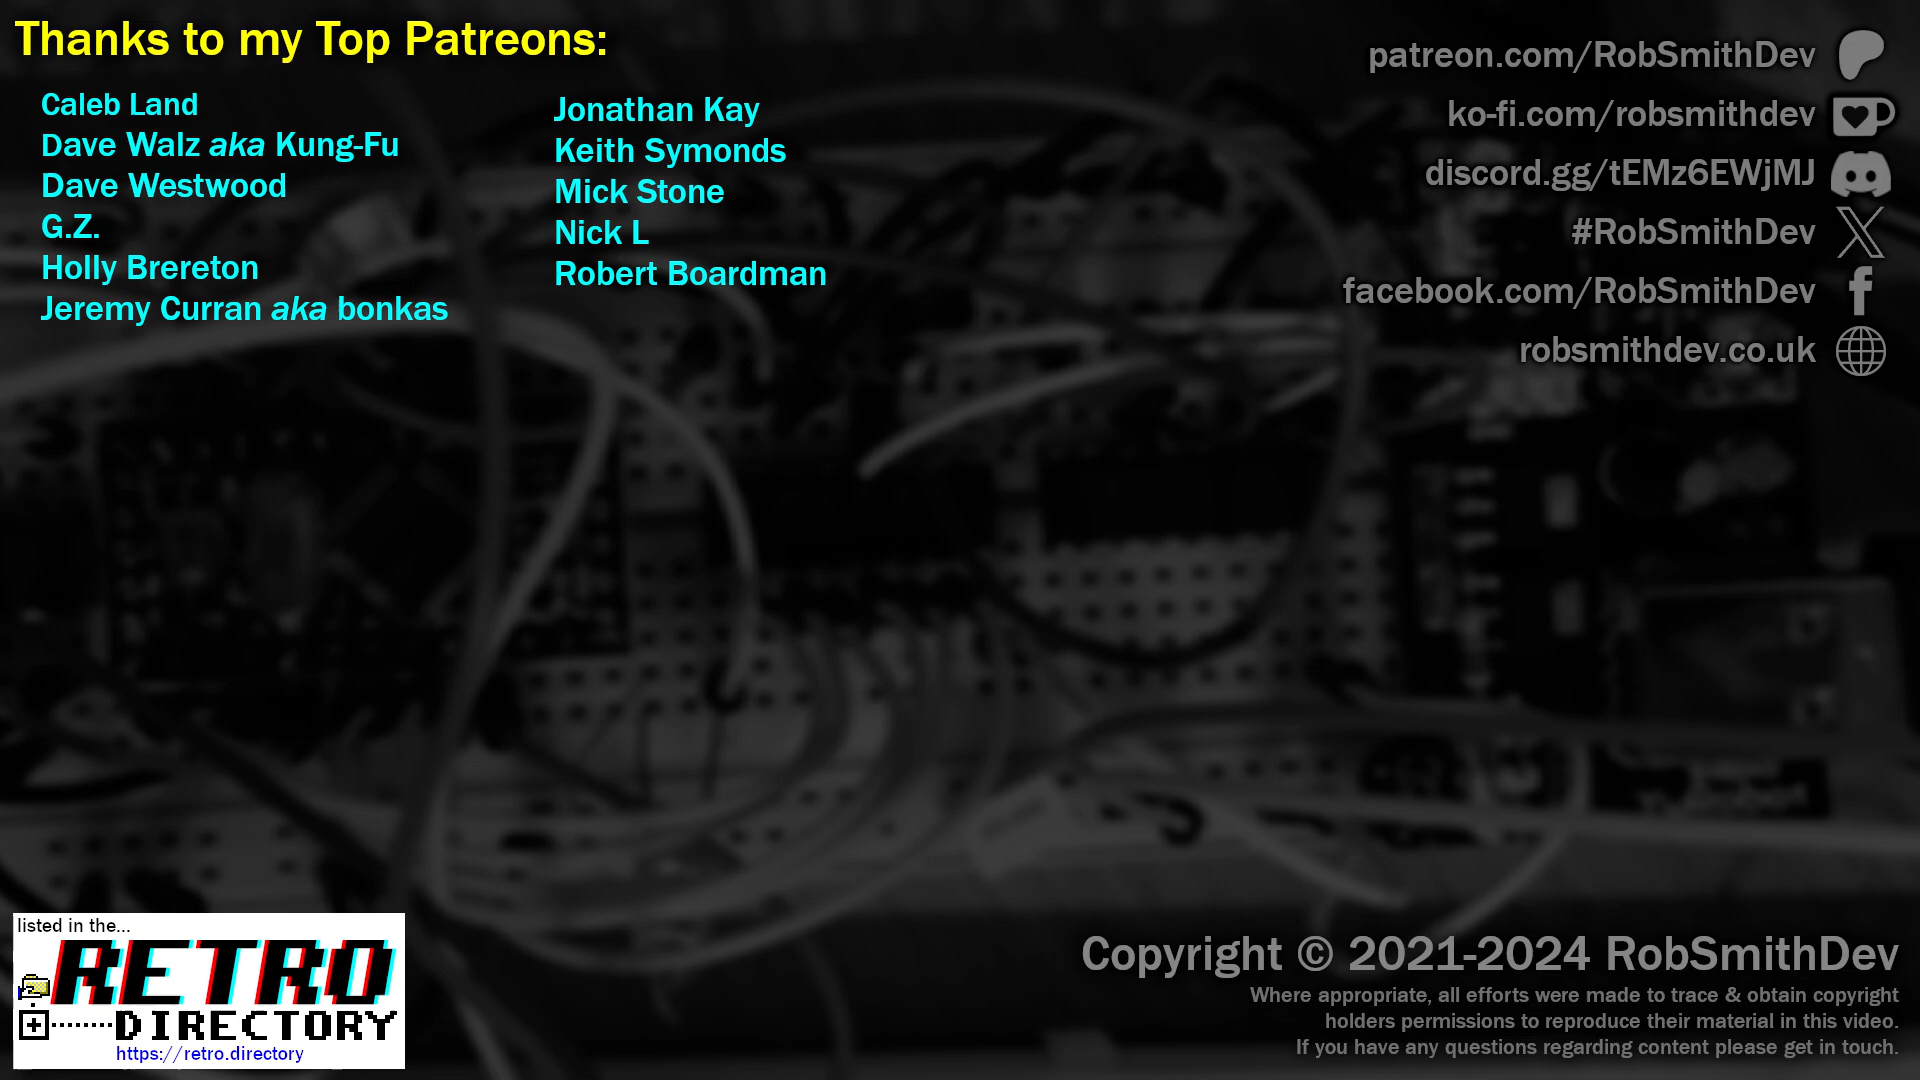 Thanks to my Top Patreons:
Caleb Land
Dave Walz aka Kung-Fu
Dave Westwood
G.Z.
Holly Brereton
Jeremy Curran aka bonkas
Jonathan Kay
Keith Symonds
Mick Stone
Nick L
Robert Boardman
patreon.com/RobSmithDev
ko-fi.com/robsmithdev
discord.gg/tEMz6EWjMJ
#RobSmithDev
facebook.com/RobSmithDev
robsmithdev.co.uk
listed in the...
RETRO
DIRECTORY
https://retro.directory
Copyright © 2021-2024 RobSmithDev
Where appropriate, all efforts were made to trace & obtain copyright
holders permissions to reproduce their material in this video.
If you have any questions regarding content please get in touch.